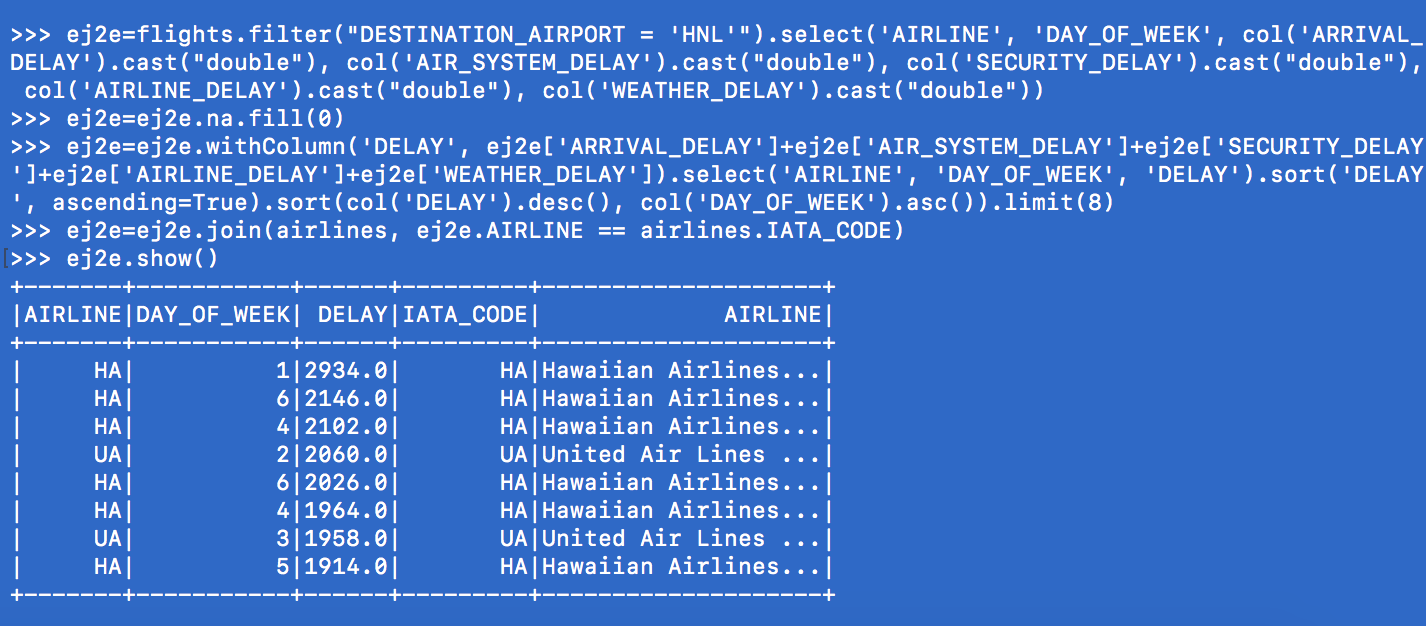 >>> ej2e=flights.filter("DESTINATION_AIRPORT = 'HNL'").select('AIRLINE', 'DAY_OF_WEEK', col('ARRIVAL_
DELAY').cast("double"), col('AIR_SYSTEM_DELAY').cast("double"), col('SECURITY_DELAY').cast("double"),
 col('AIRLINE_DELAY').cast("double"), col('WEATHER_DELAY').cast("double"))
>>> ej2e=ej2e.na.fill(0)
>>> ej2e=ej2e.withColumn('DELAY', ej2e['ARRIVAL_DELAY']+ej2e['AIR_SYSTEM_DELAY']+ej2e['SECURITY_DELAY
']+ej2e['AIRLINE_DELAY']+ej2e['WEATHER_DELAY']).select('AIRLINE', 'DAY_OF_WEEK', 'DELAY').sort('DELAY
', ascending=True).sort(col('DELAY').desc(), col('DAY_OF_WEEK').asc()).limit(8)
>>> ej2e=ej2e.join(airlines, ej2e.AIRLINE == airlines.IATA_CODE)
[>>> ej2e.show()
+-------+-----------+------+---------+--------------------+
|AIRLINE|DAY_OF_WEEK| DELAY|IATA_CODE|             AIRLINE|
+-------+-----------+------+---------+--------------------+
|     HA|          1|2934.0|       HA|Hawaiian Airlines...|
|     HA|          6|2146.0|       HA|Hawaiian Airlines...|
|     HA|          4|2102.0|       HA|Hawaiian Airlines...|
|     UA|          2|2060.0|       UA|United Air Lines ...|
|     HA|          6|2026.0|       HA|Hawaiian Airlines...|
|     HA|          4|1964.0|       HA|Hawaiian Airlines...|
|     UA|          3|1958.0|       UA|United Air Lines ...|
|     HA|          5|1914.0|       HA|Hawaiian Airlines...|
+-------+-----------+------+---------+--------------------+